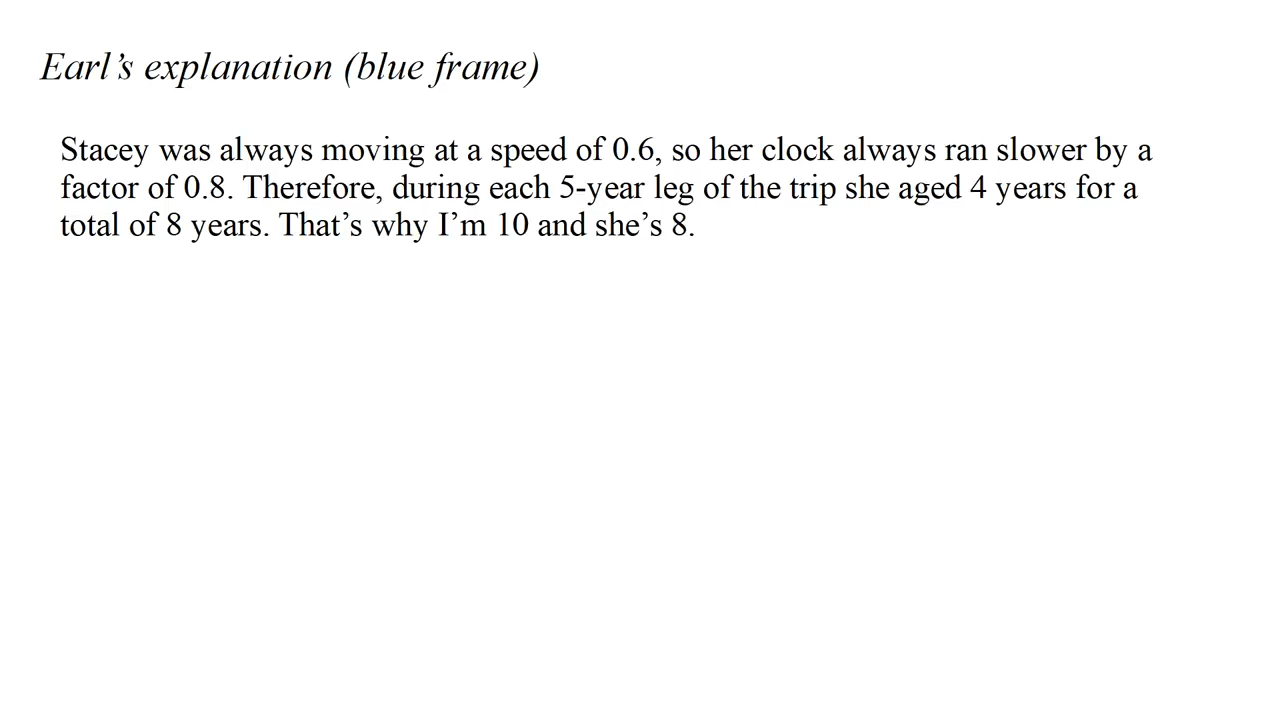 Earl’s explanation (blue frame)
Stacey was always moving at a speed of 0.6, so her clock always ran slower by a
factor of 0.8. Therefore, during each 5-year leg of the trip she aged 4 years for a
total of 8 years. That’s why I’m 10 and she’s 8.